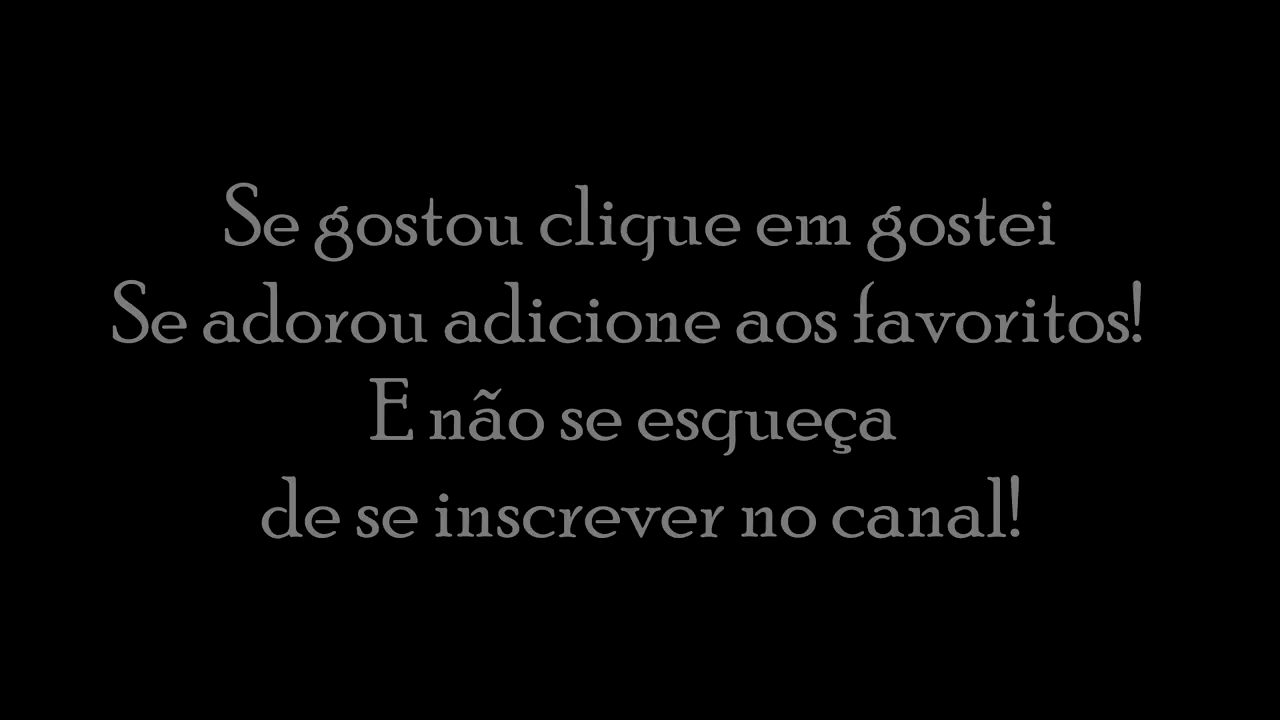 Se gostou clique em gostei
Se adorou adicione aos favoritos!
E não se esqueça
de se inscrever no canal!